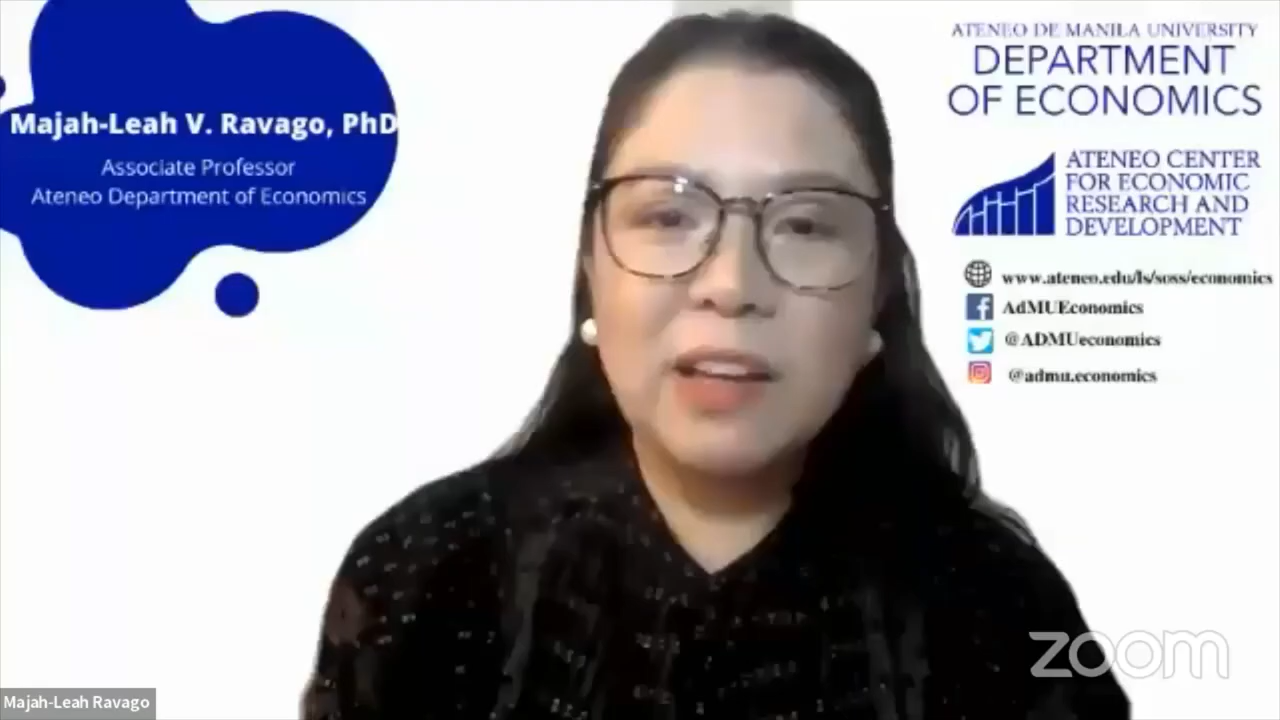 Majah-Leah V. Ravago, PhD
Associate Professor
Ateneo Department of Economics
ATENEO DE MANILA UNIVERSITY
DEPARTMENT
OF ECONOMICS
ATENEO CENTER
FOR ECONOMIC
RESEARCH AND
DEVELOPMENT
www.ateneo.edu/ls/soss/economics
AdMUEconomics
@ADMUeconomics
@admu.economics
zoom
Majah-Leah Ravago